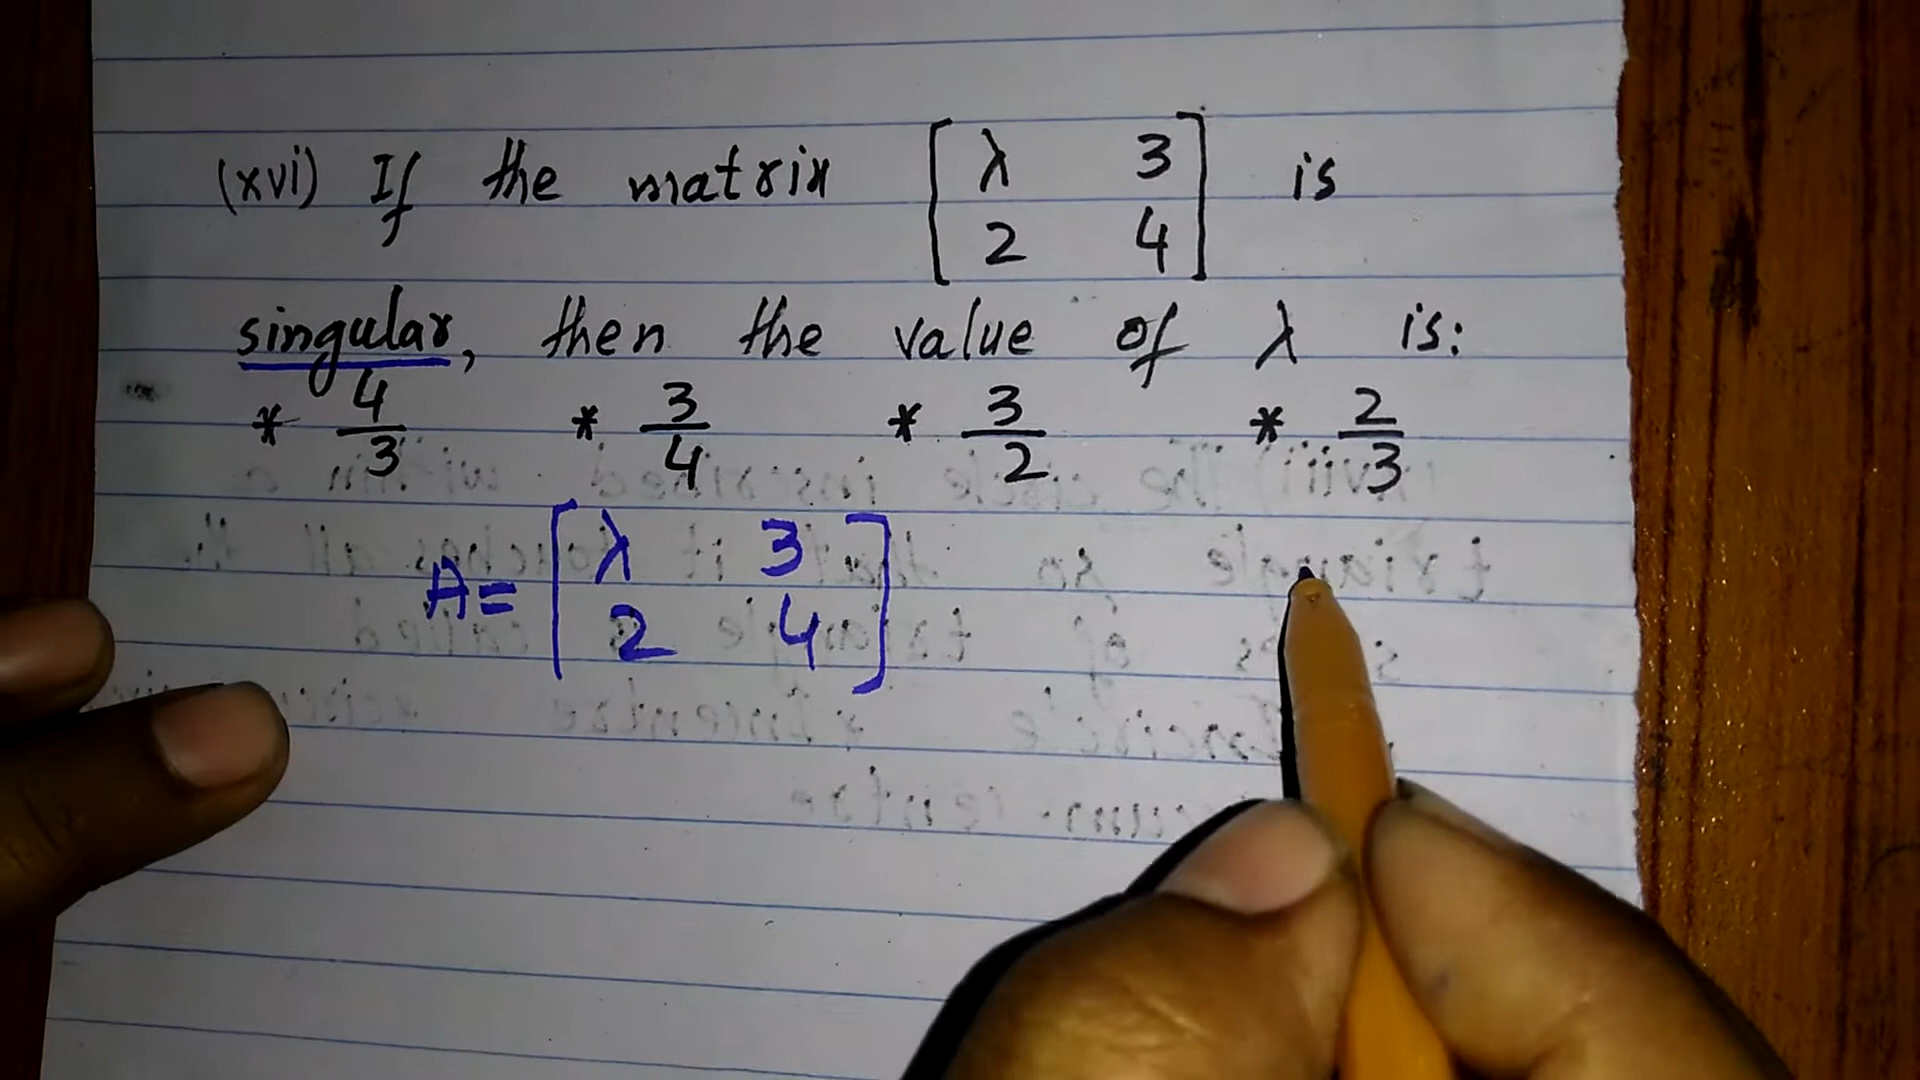 (xvi) If the matrix [λ 3
2 4] is
singular, then the value of λ is:
* 4/3 * 3/4 * 3/2 * 2/3
A = [λ 3
2 4]